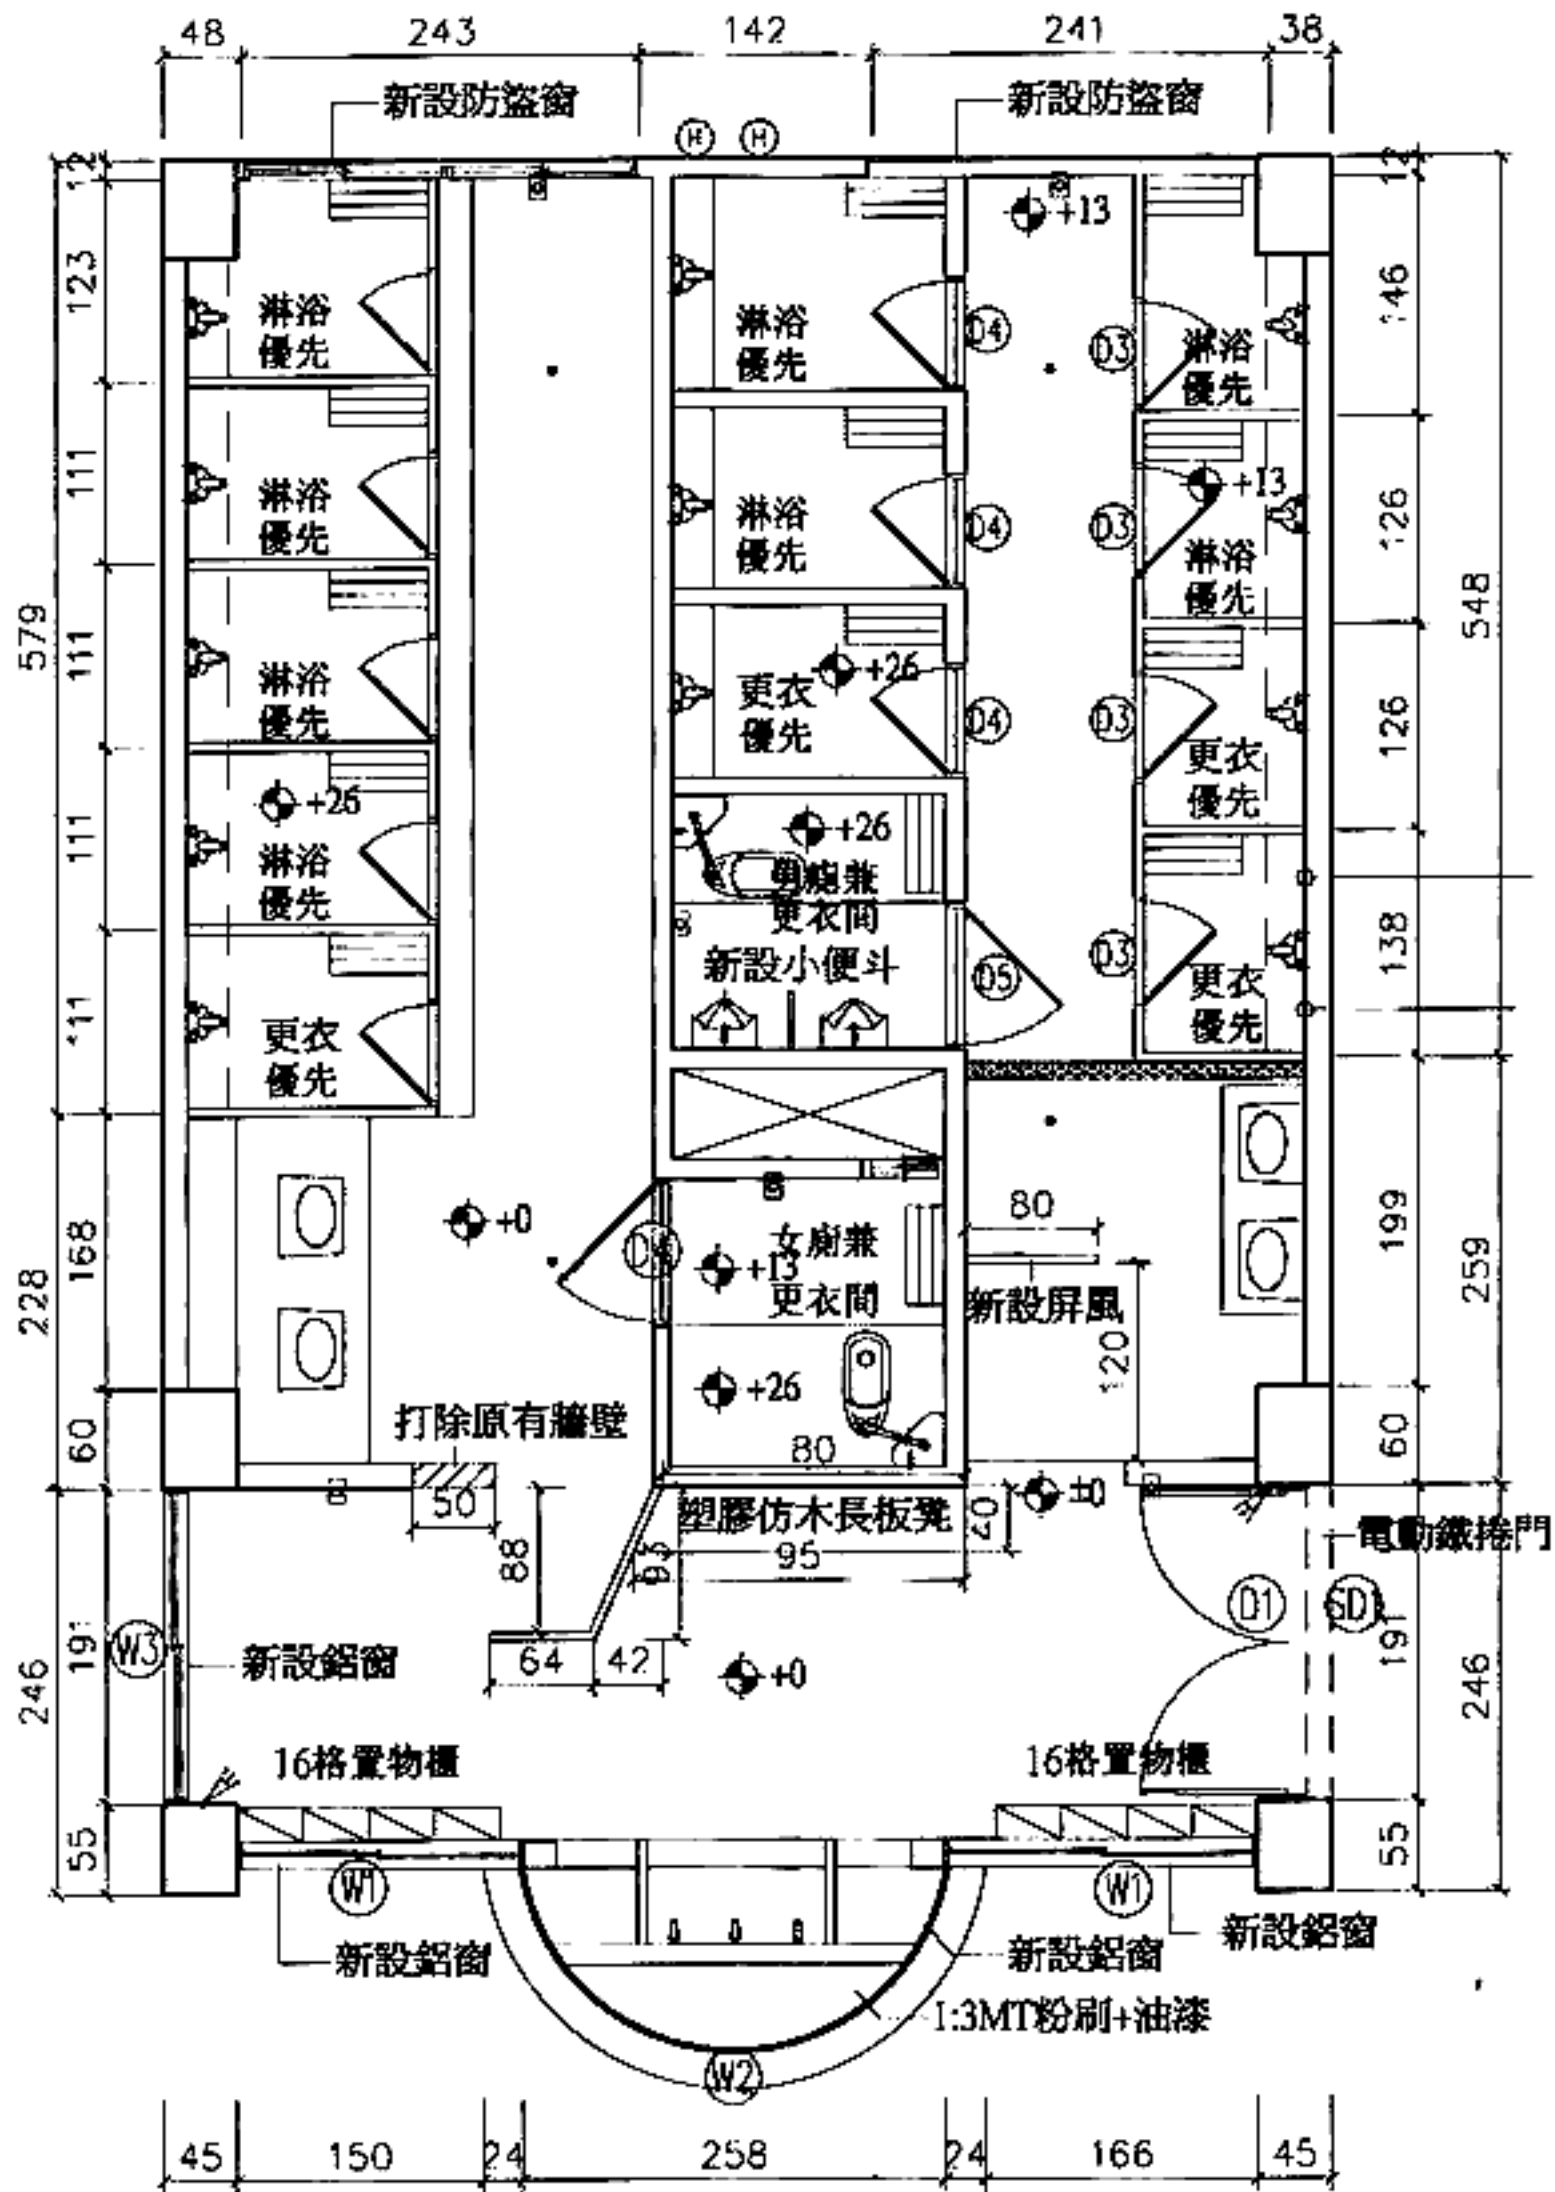 48 243 142 241 38
新設防盜窗 新設防盜窗
H H
12 12
+13
123 146
淋浴
優先
淋浴
優先
D4 D3
淋浴
優先
111 126
淋浴
優先
淋浴
優先
D4 D3
+13
淋浴
優先
579 548
111 126
淋浴
優先
+26
更衣
優先
D4 D3
更衣
優先
111 138
+26
淋浴
優先
+26
男廁兼
更衣間
新設小便斗
D5 D3
更衣
優先
111
更衣
優先
228 168 199 259
+0
+13
女廁兼
更衣間
80
新設屏風
120
+26
60 60
打除原有牆壁
80
50
塑膠仿木長板凳
40
±0
電動鐵捲門
88 93 95
D1 SD1
W3 191 191
新設鋁窗
64 42
+0
246 246
16格置物櫃 16格置物櫃
55 55
W1 W1
新設鋁窗 新設鋁窗 新設鋁窗
1:3MT粉刷+油漆
W2
45 150 24 258 24 166 45